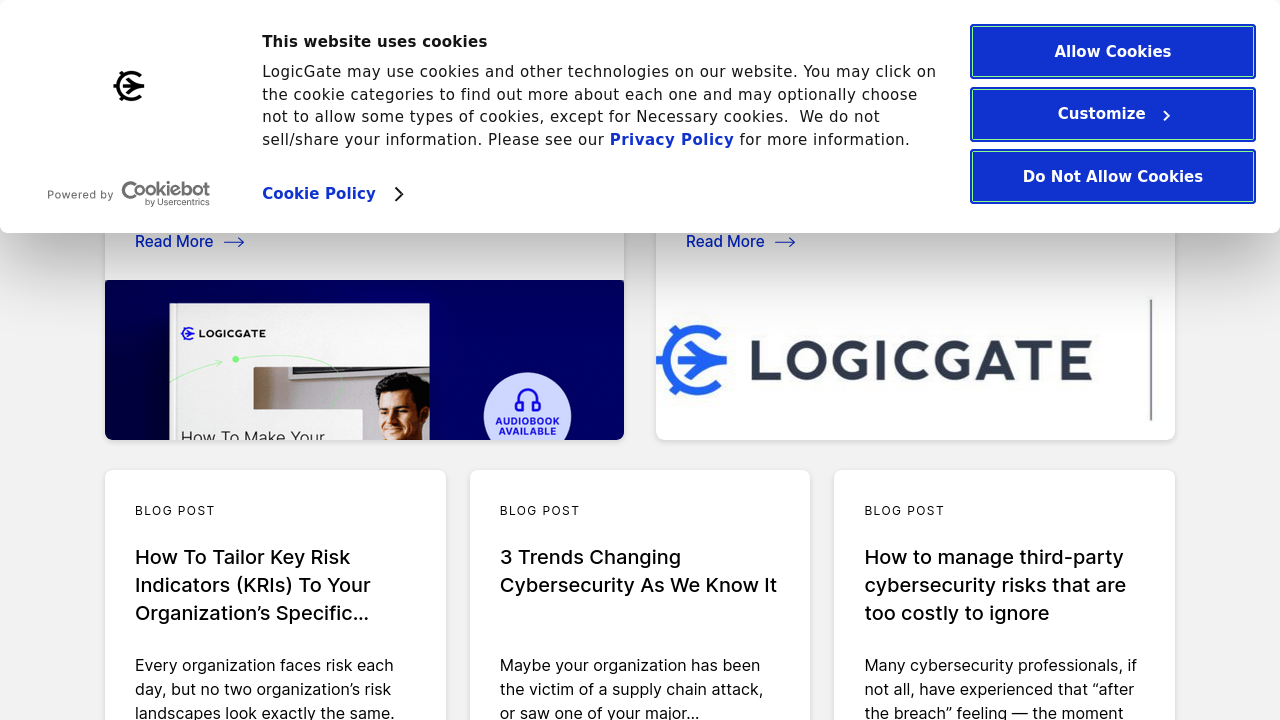 This website uses cookies
LogicGate may use cookies and other technologies on our website. You may click on
the cookie categories to find out more about each one and may optionally choose
not to allow some types of cookies, except for Necessary cookies.  We do not
sell/share your information. Please see our Privacy Policy for more information.
Powered by Cookiebot
by Usercentrics
Cookie Policy
Allow Cookies
Customize
Do Not Allow Cookies
Read More
LOGICGATE
How To Make Your
AUDIOBOOK
AVAILABLE
Read More
LOGICGATE
BLOG POST
How To Tailor Key Risk
Indicators (KRIs) To Your
Organization’s Specific...
Every organization faces risk each
day, but no two organization’s risk
landscapes look exactly the same.
BLOG POST
3 Trends Changing
Cybersecurity As We Know It
Maybe your organization has been
the victim of a supply chain attack,
or saw one of your major...
BLOG POST
How to manage third-party
cybersecurity risks that are
too costly to ignore
Many cybersecurity professionals, if
not all, have experienced that “after
the breach” feeling — the moment